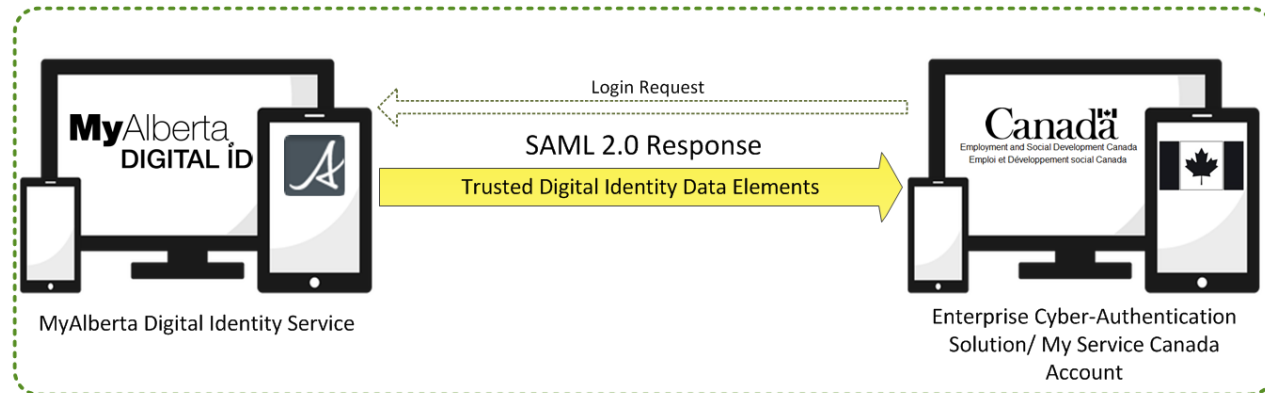 MyAlberta
DIGITAL ID
Login Request
SAML 2.0 Response
Trusted Digital Identity Data Elements
Canada
Employment and Social Development Canada
Emploi et Développement social Canada
MyAlberta Digital Identity Service
Enterprise Cyber-Authentication
Solution/ My Service Canada
Account